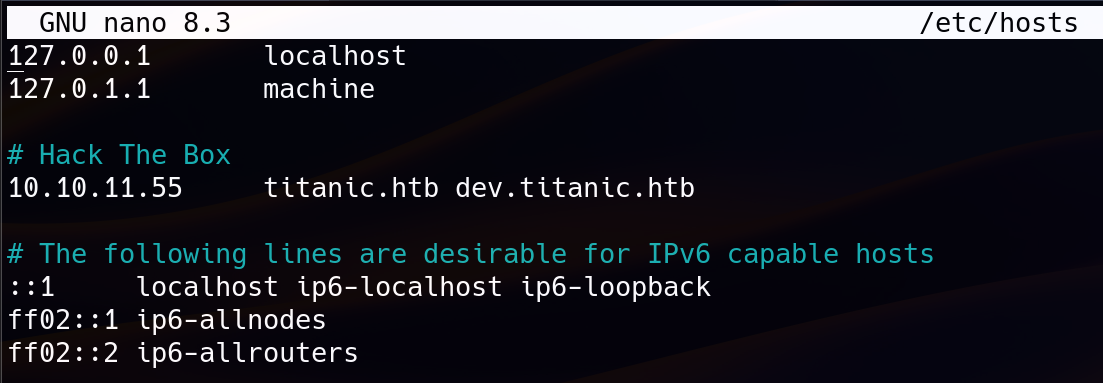 GNU nano 8.3 /etc/hosts
127.0.0.1 localhost
127.0.1.1 machine
# Hack The Box
10.10.11.55 titanic.htb dev.titanic.htb
# The following lines are desirable for IPv6 capable hosts
::1 localhost ip6-localhost ip6-loopback
ff02::1 ip6-allnodes
ff02::2 ip6-allrouters